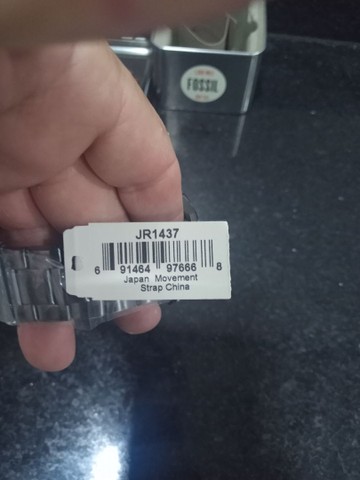 FOSSIL
JR1437
6 91464 97666 8
Japan Movement
Strap China